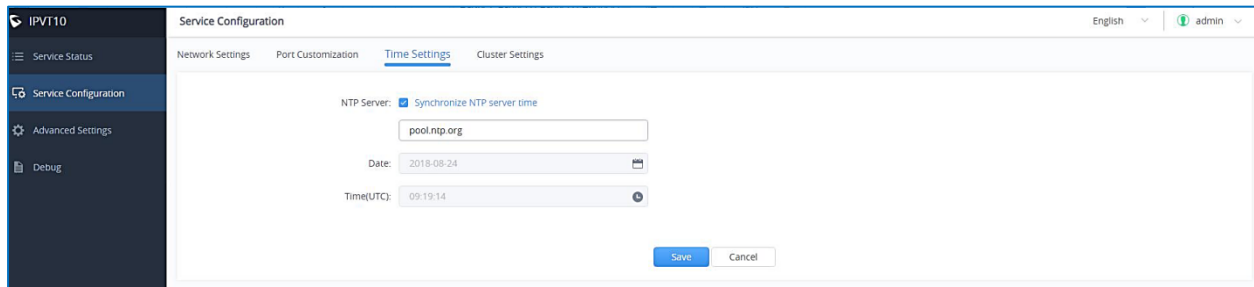 IPVT10
Service Configuration
English
admin
Service Status
Service Configuration
Advanced Settings
Debug
Network Settings
Port Customization
Time Settings
Cluster Settings
NTP Server:
Synchronize NTP server time
pool.ntp.org
Date:
2018-08-24
Time(UTC):
09:19:14
Save
Cancel